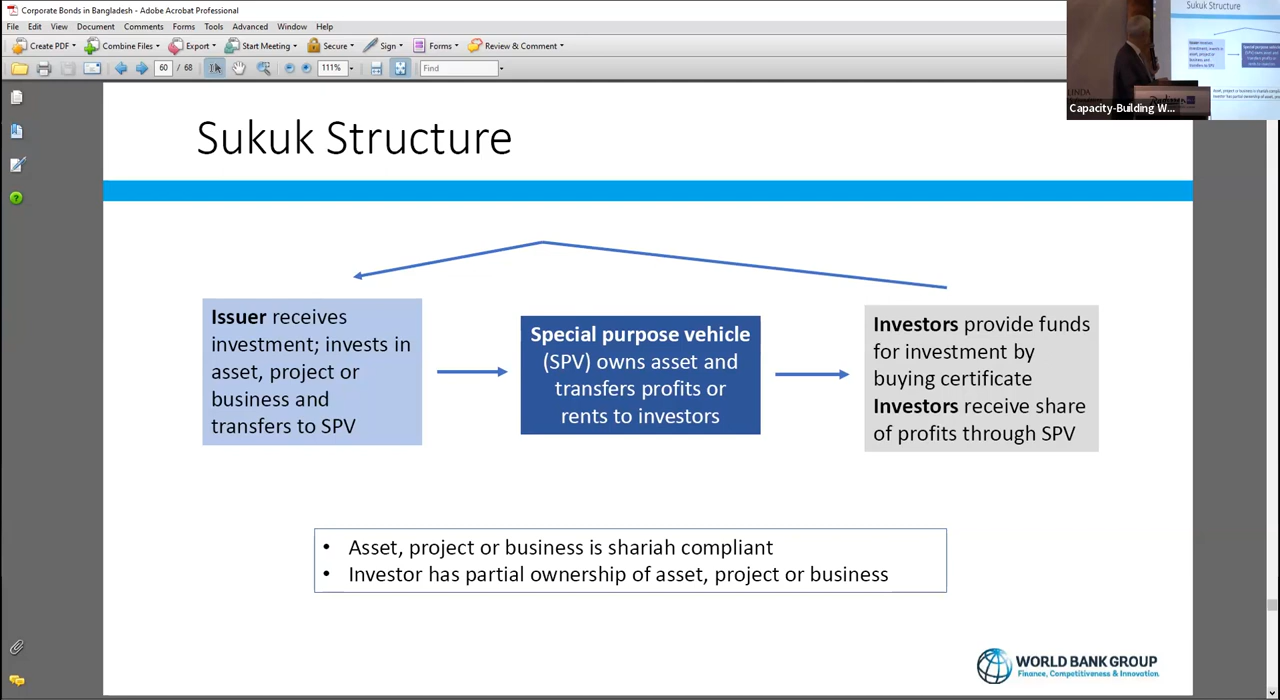 Corporate Bonds in Bangladesh - Adobe Acrobat Professional
File Edit View Document Comments Forms Tools Advanced Window Help
Create PDF Combine Files Export Start Meeting Secure Sign Forms Review & Comment
60 / 68 111% Find
Sukuk Structure
Capacity-Building W...
Sukuk Structure
Issuer receives
investment; invests in
asset, project or
business and
transfers to SPV
Special purpose vehicle
(SPV) owns asset and
transfers profits or
rents to investors
Investors provide funds
for investment by
buying certificate
Investors receive share
of profits through SPV
• Asset, project or business is shariah compliant
• Investor has partial ownership of asset, project or business
WORLD BANK GROUP
Finance, Competitiveness & Innovation